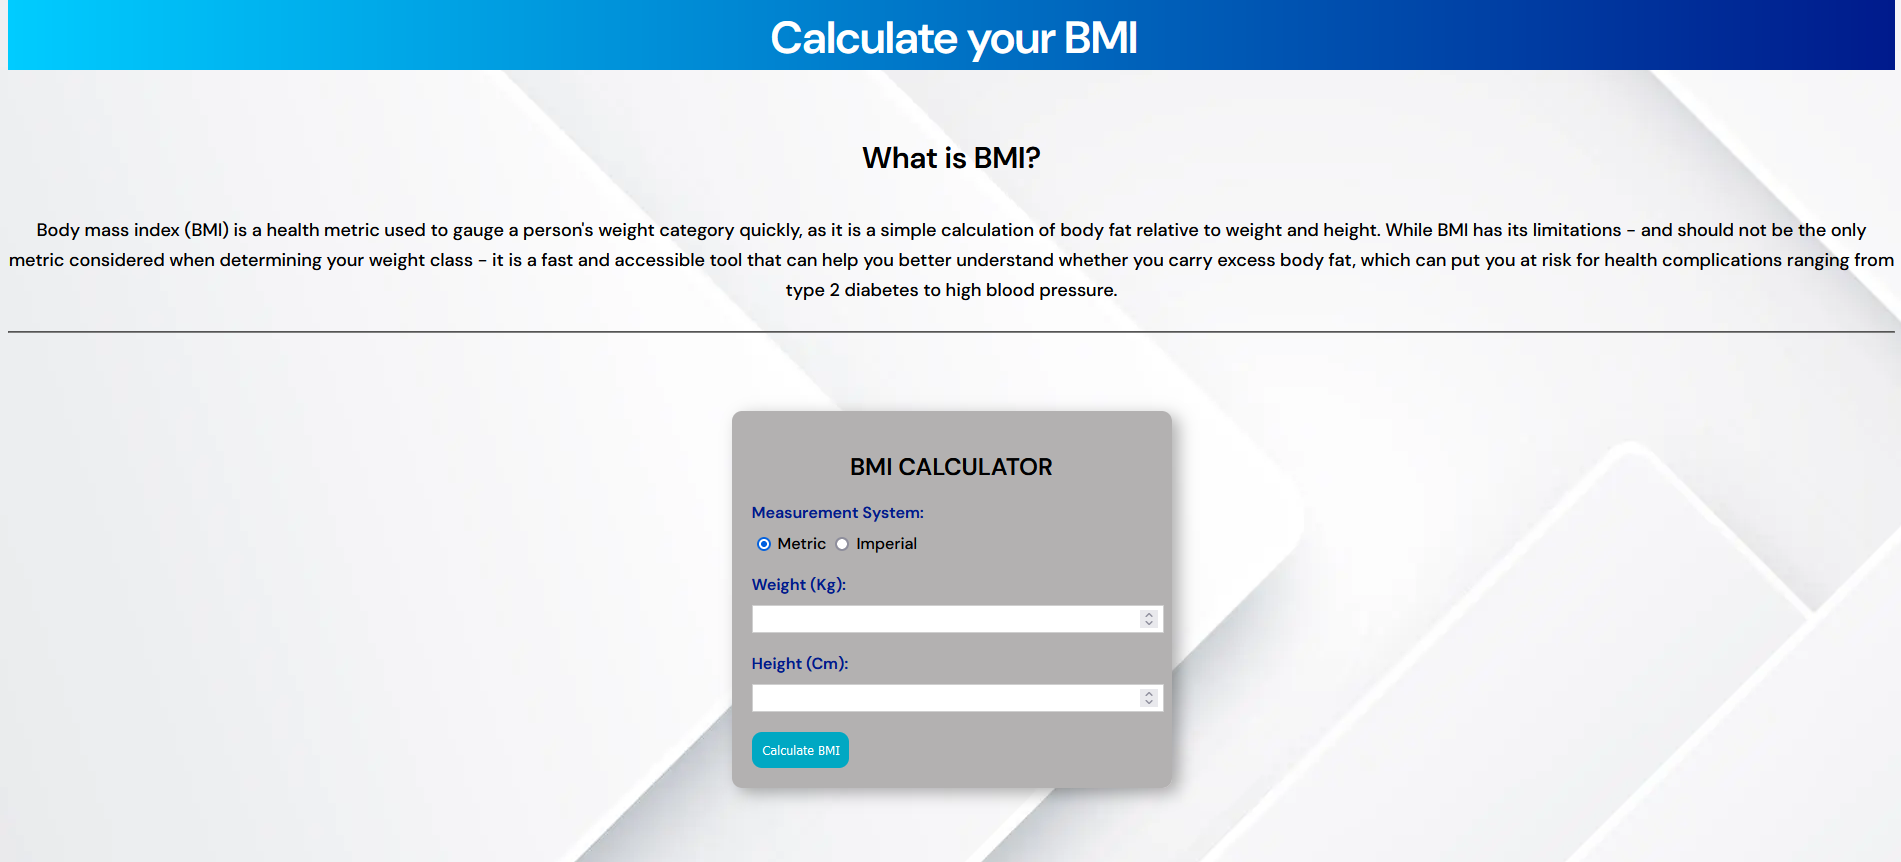 Calculate your BMI
What is BMI?
Body mass index (BMI) is a health metric used to gauge a person's weight category quickly, as it is a simple calculation of body fat relative to weight and height. While BMI has its limitations - and should not be the only
metric considered when determining your weight class - it is a fast and accessible tool that can help you better understand whether you carry excess body fat, which can put you at risk for health complications ranging from
type 2 diabetes to high blood pressure.
BMI CALCULATOR
Measurement System:
Metric Imperial
Weight (Kg):
Height (Cm):
Calculate BMI